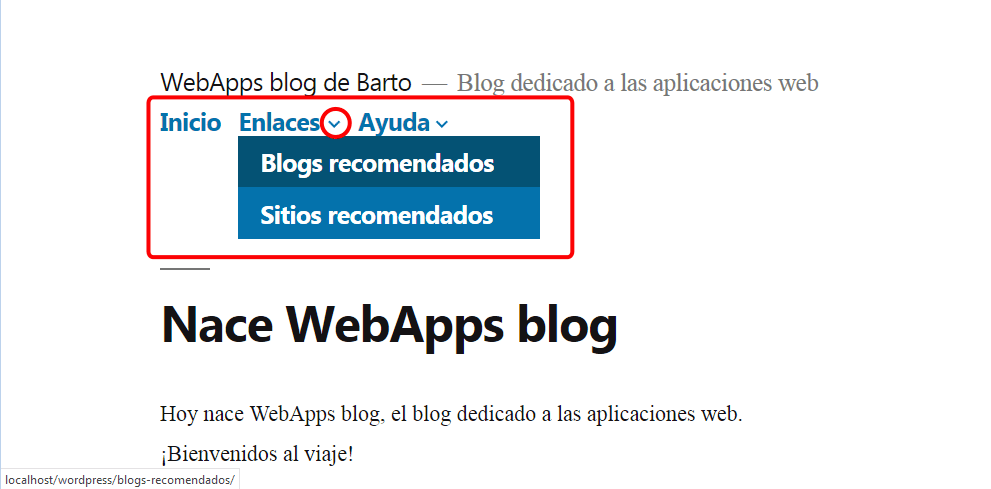 WebApps blog de Barto — Blog dedicado a las aplicaciones web
Inicio Enlaces Ayuda
Blogs recomendados
Sitios recomendados
Nace WebApps blog
Hoy nace WebApps blog, el blog dedicado a las aplicaciones web.
¡Bienvenidos al viaje!
localhost/wordpress/blogs-recomendados/